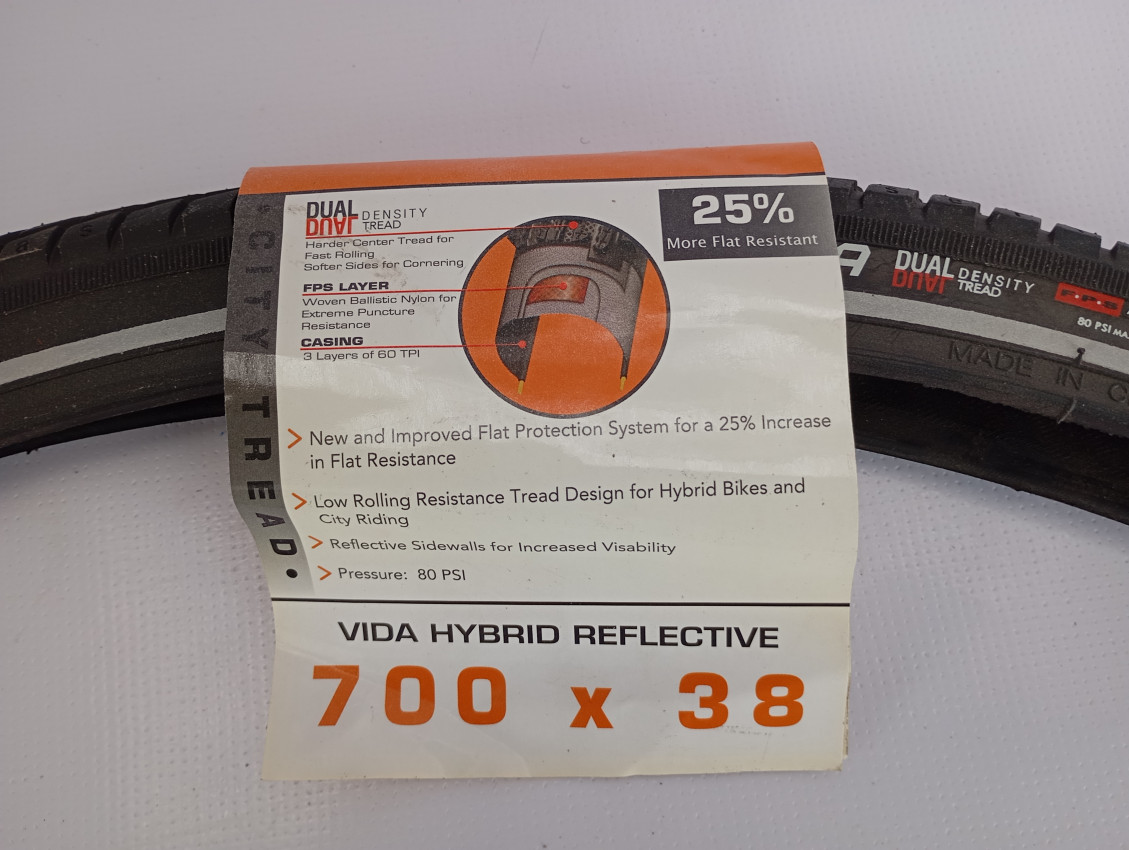 DUAL
DUAL
DENSITY
TREAD
Harder Center Tread for
Fast Rolling
Softer Sides for Cornering
FPS LAYER
Woven Ballistic Nylon for
Extreme Puncture
Resistance
CASING
3 Layers of 60 TPI
25%
More Flat Resistant
New and Improved Flat Protection System for a 25% Increase
in Flat Resistance
Low Rolling Resistance Tread Design for Hybrid Bikes and
City Riding
Reflective Sidewalls for Increased Visability
Pressure: 80 PSI
VIDA HYBRID REFLECTIVE
700 x 38
CITY TREAD
A
DUAL
DUAL
DENSITY
TREAD
FPS
80 PSI
MADE IN